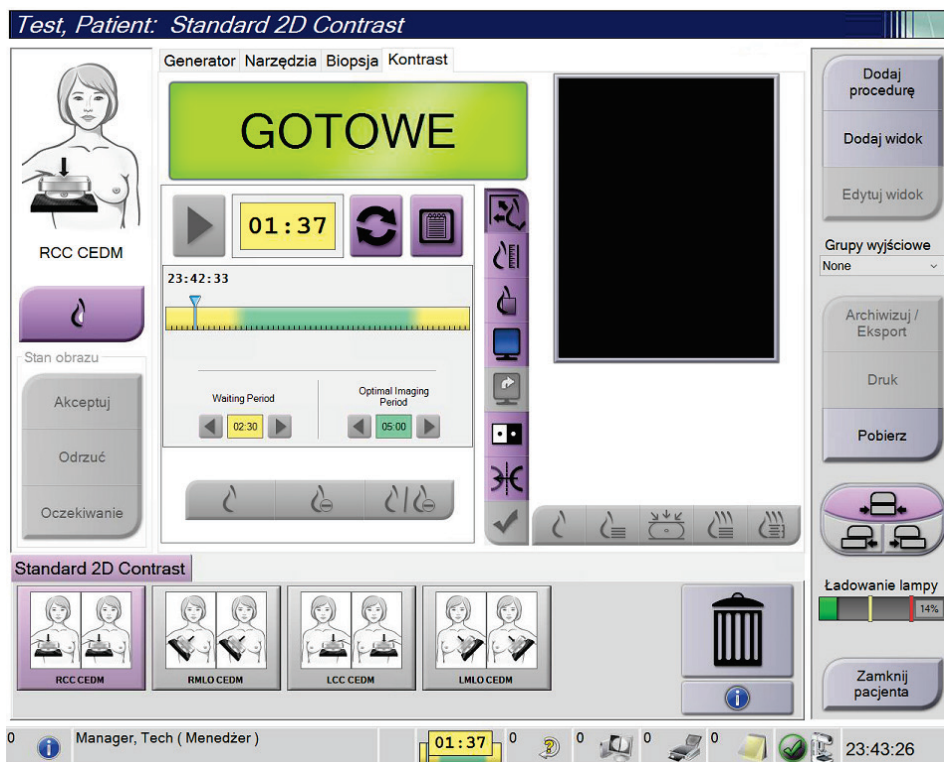 Test, Patient: Standard 2D Contrast
Generator Narzędzia Biopsja Kontrast
GOTOWE
01:37
23:42:33
Waiting Period
02:30
Optimal Imaging
Period
05:00
RCC CEDM
Stan obrazu
Akceptuj
Odrzuć
Oczekiwanie
Dodaj
procedurę
Dodaj widok
Edytuj widok
Grupy wyjściowe
None
Archiwizuj /
Eksport
Druk
Pobierz
Ładowanie lampy
14%
Zamknij
pacjenta
Standard 2D Contrast
RCC CEDM
RMLO CEDM
LCC CEDM
LMLO CEDM
0
Manager, Tech ( Menedżer )
01:37
0
0
0
0
23:43:26